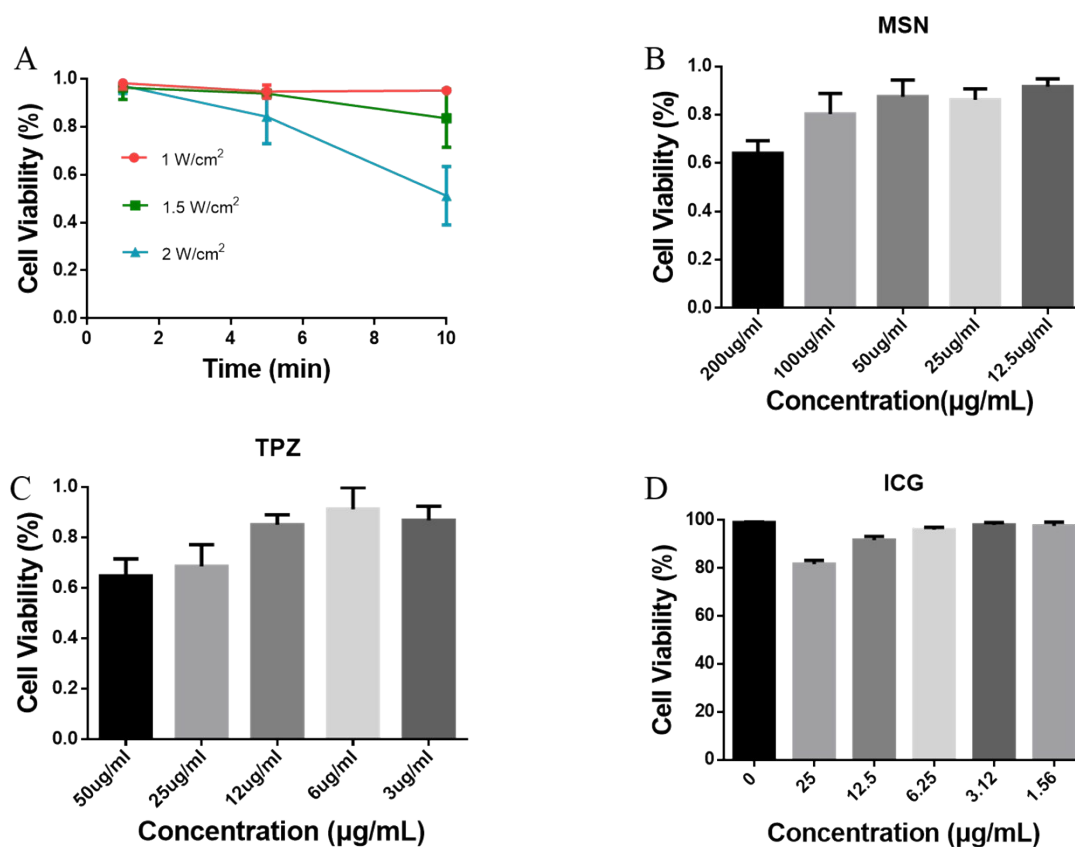 A
Cell Viability (%)
1.0
0.8
0.6
0.4
0.2
0.0
1 W/cm²
1.5 W/cm²
2 W/cm²
0 2 4 6 8 10
Time (min)
MSN
B
Cell Viability (%)
1.0
0.8
0.6
0.4
0.2
0.0
200ug/ml 100ug/ml 50ug/ml 25ug/ml 12.5ug/ml
Concentration(µg/mL)
TPZ
C
Cell Viability (%)
1.0
0.8
0.6
0.4
0.2
0.0
50ug/ml 25ug/ml 12ug/ml 6ug/ml 3ug/ml
Concentration (µg/mL)
ICG
D
Cell Viability (%)
100
80
60
40
20
0
0 25 12.5 6.25 3.12 1.56
Concentration (µg/mL)